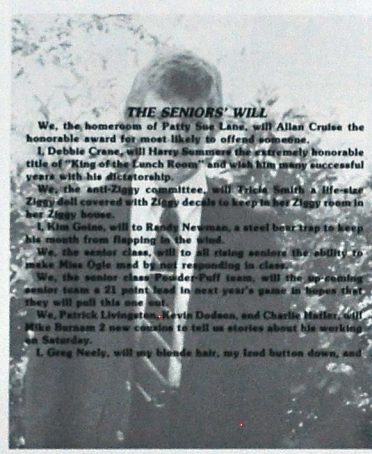 THE SENIORS' WILL
We, the homeroom of Patty Sue Lane, will Allan Cruise the
honorable award for most likely to offend someone.
I, Debbie Crane, will Harry Summers the extremely honorable
title of "King of the Lunch Room" and wish him many successful
years with his dictatorship.
We, the anti-Ziggy committee, will Tricia Smith a life-size
Ziggy doll covered with Ziggy decals to keep in her Ziggy room in
her Ziggy house.
I, Kim Goins, will to Randy Newman, a steel bear trap to keep
his mouth from flapping in the wind.
We, the senior class, will to all rising seniors the ability to
make Miss Ogle mad by not responding in class.
We, the senior class Powder-Puff team, will the up-coming
senior team a 21 point lead in next year's game in hopes that
they will pull this one out.
We, Patrick Livingston, Kevin Dodson, and Charlie Hatler, will
Mike Burnam 2 new cousins to tell us stories about his working
on Saturday.
I, Greg Neely, will my blonde hair, my Izod button down, and